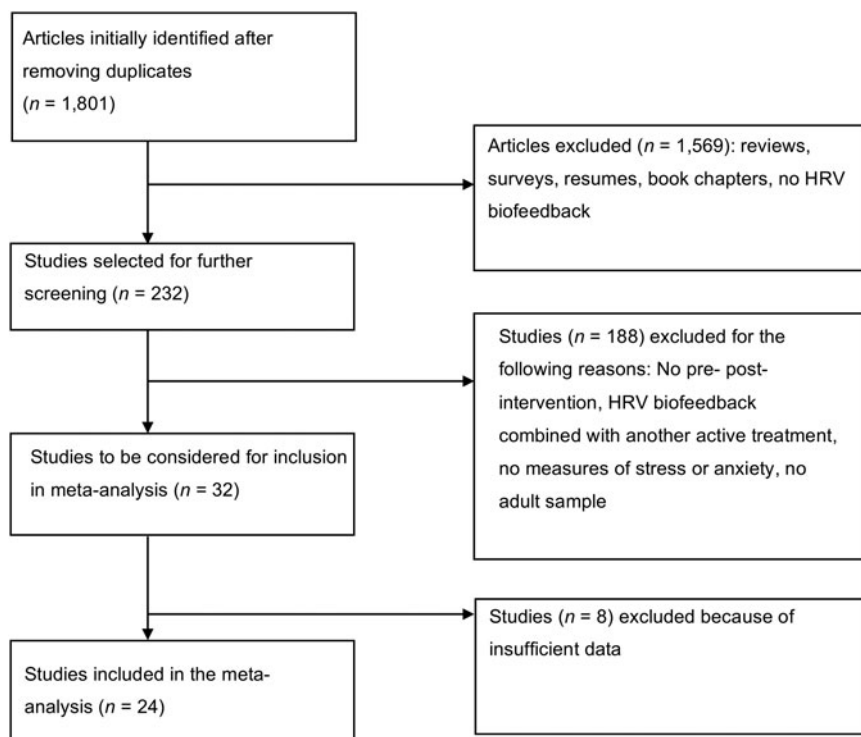 Articles initially identified after
removing duplicates
(n = 1,801)
Articles excluded (n = 1,569): reviews,
surveys, resumes, book chapters, no HRV
biofeedback
Studies selected for further
screening (n = 232)
Studies (n = 188) excluded for the
following reasons: No pre- post-
intervention, HRV biofeedback
combined with another active treatment,
no measures of stress or anxiety, no
adult sample
Studies to be considered for inclusion
in meta-analysis (n = 32)
Studies (n = 8) excluded because of
insufficient data
Studies included in the meta-
analysis (n = 24)